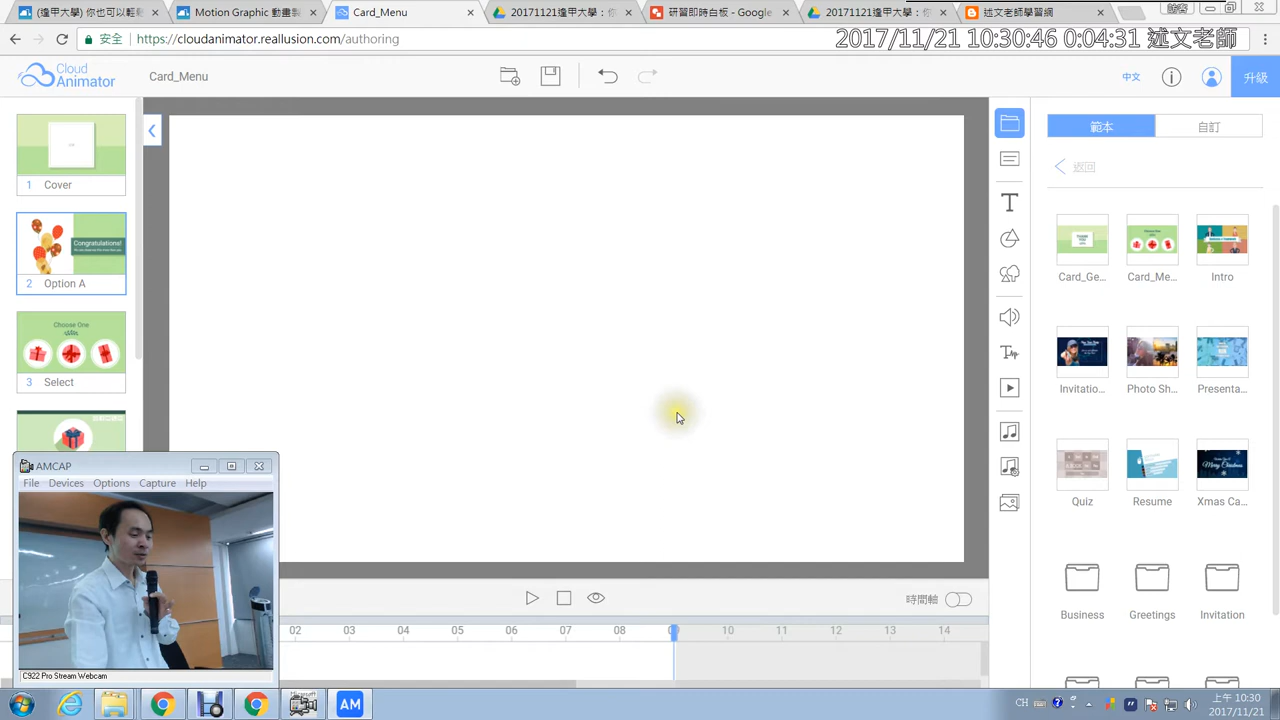 (逢甲大學) 你也可以輕鬆
Motion Graphic 動畫製
Card_Menu
20171121逢甲大學：你
研習即時白板 - Google
20171121逢甲大學：你
述文老師學習網
安全 https://cloudanimator.reallusion.com/authoring
2017/11/21 10:30:46 0:04:31 述文老師
Cloud
Animator
Card_Menu
中文
升級
1 Cover
Congratulations!
2 Option A
Choose One
3 Select
範本
自訂
返回
Card_Ge...
Card_Me...
Intro
Invitatio...
Photo Sh...
Presenta...
Quiz
Resume
Xmas Ca...
Business
Greetings
Invitation
AMCAP
File Devices Options Capture Help
C922 Pro Stream Webcam
時間軸
02 03 04 05 06 07 08 09 10 11 12 13 14
AM
CH
上午 10:30
2017/11/21